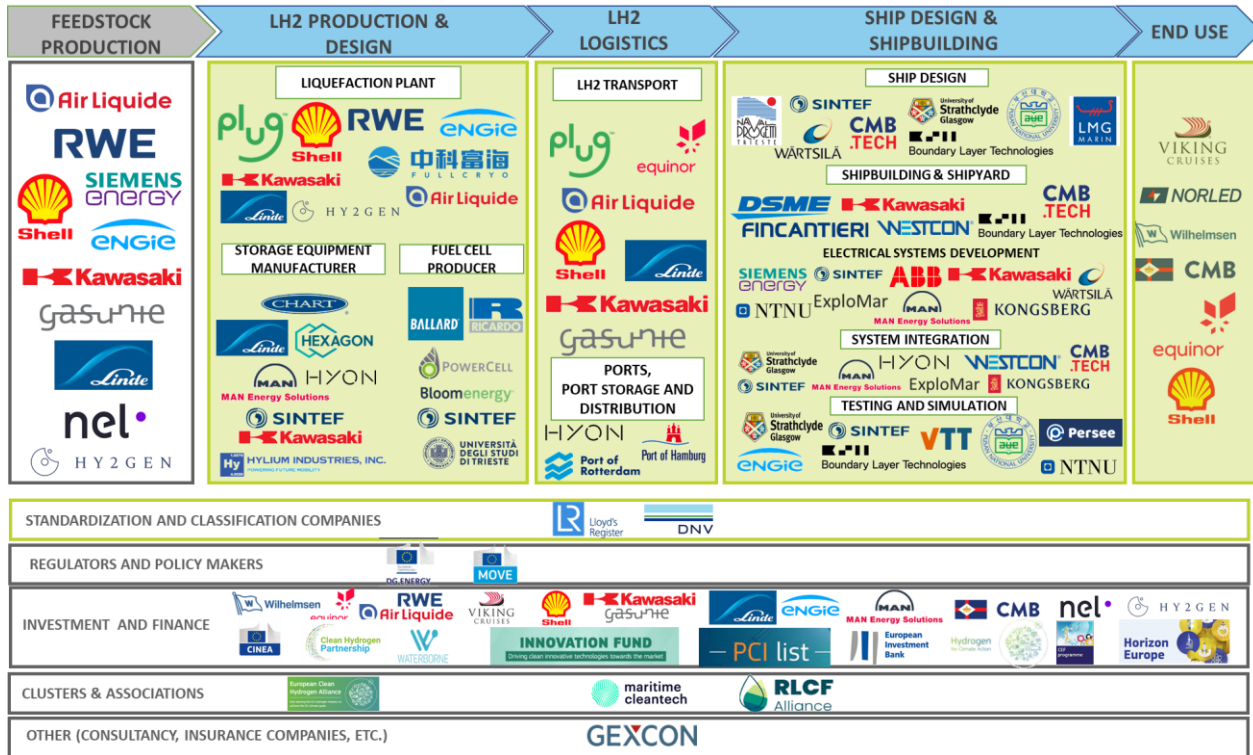 FEEDSTOCK
PRODUCTION
LH2 PRODUCTION &
DESIGN
LH2
LOGISTICS
SHIP DESIGN &
SHIPBUILDING
END USE
Air Liquide
RWE
SIEMENS
energy
Shell
ENGIE
Kawasaki
gasunie
Linde
nel
HY2GEN
LIQUEFACTION PLANT
plug
Shell
RWE
ENGIE
中科富海
FULLCRYO
Kawasaki
Air Liquide
Linde
HY2GEN
STORAGE EQUIPMENT
MANUFACTURER
CHART
Linde
HEXAGON
MAN
HYON
MAN Energy Solutions
SINTEF
Kawasaki
Hy
HYLIUM INDUSTRIES, INC.
POWERING FUTURE MOBILITY
FUEL CELL
PRODUCER
BALLARD
R
RICARDO
POWERCELL
Bloomenergy
SINTEF
UNIVERSITÀ
DEGLI STUDI
DI TRIESTE
LH2 TRANSPORT
plug
equinor
Air Liquide
Shell
Linde
Kawasaki
gasunie
PORTS,
PORT STORAGE AND
DISTRIBUTION
HYON
Port of Hamburg
Port of
Rotterdam
SHIP DESIGN
NAVAL
PROGETTI
TRIESTE
SINTEF
WÄRTSILÄ
CMB
.TECH
University of
Strathclyde
Glasgow
Boundary Layer Technologies
LMG
MARIN
SHIPBUILDING & SHIPYARD
DSME
Kawasaki
CMB
.TECH
FINCANTIERI
WESTCON
Boundary Layer Technologies
ELECTRICAL SYSTEMS DEVELOPMENT
SIEMENS
energy
SINTEF
ABB
Kawasaki
WÄRTSILÄ
NTNU
ExploMar
MAN
MAN Energy Solutions
KONGSBERG
SYSTEM INTEGRATION
University of
Strathclyde
Glasgow
MAN
HYON
WESTCON
CMB
.TECH
SINTEF
MAN Energy Solutions
ExploMar
KONGSBERG
TESTING AND SIMULATION
University of
Strathclyde
Glasgow
SINTEF
VTT
Persee
ENGIE
Boundary Layer Technologies
NTNU
VIKING
CRUISES
NORLED
W
Wilhelmsen
CMB
equinor
Shell
STANDARDIZATION AND CLASSIFICATION COMPANIES
LR
Lloyd's
Register
DNV
REGULATORS AND POLICY MAKERS
DG.ENERGY
MOVE
INVESTMENT AND FINANCE
W
Wilhelmsen
equinor
RWE
Air Liquide
VIKING
CRUISES
Shell
Kawasaki
gasunie
Linde
ENGIE
MAN
MAN Energy Solutions
CMB
nel
HY2GEN
CINEA
Clean Hydrogen
Partnership
WATERBORNE
INNOVATION FUND
Driving clean innovative technologies towards the market
PCI list
European
Investment
Bank
Hydrogen
for Climate Action
CEF
programme
Horizon
Europe
CLUSTERS & ASSOCIATIONS
European Clean
Hydrogen Alliance
maritime
cleantech
RLCF
Alliance
OTHER (CONSULTANCY, INSURANCE COMPANIES, ETC.)
GEXCON